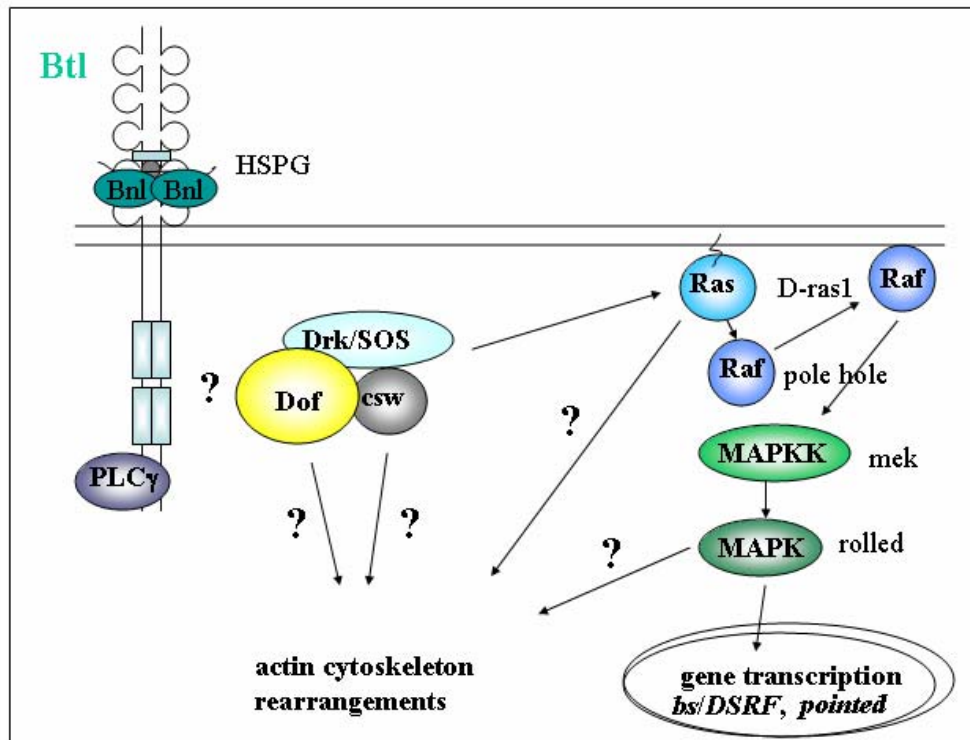 Btl
HSPG
Bnl Bnl
Ras
D-ras1
Raf
Drk/SOS
Raf
pole hole
?
Dof
csw
?
MAPKK
mek
PLCγ
?
?
?
MAPK
rolled
actin cytoskeleton
rearrangements
gene transcription
bs/DSRF, pointed